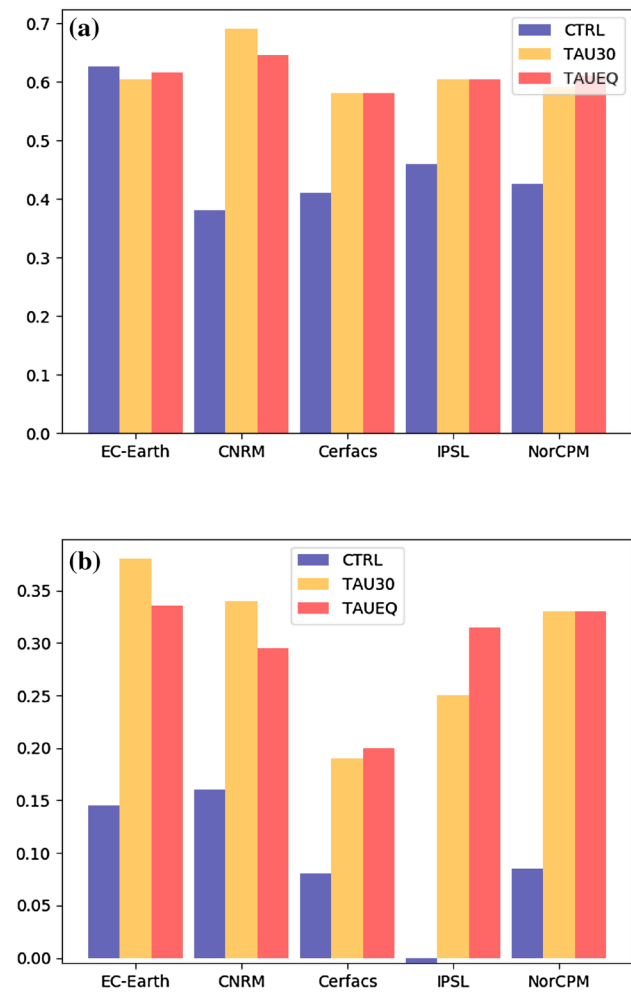 (a)
CTRL
TAU30
TAUEQ
0.7
0.6
0.5
0.4
0.3
0.2
0.1
0.0
EC-Earth CNRM Cerfacs IPSL NorCPM
(b)
CTRL
TAU30
TAUEQ
0.35
0.30
0.25
0.20
0.15
0.10
0.05
0.00
EC-Earth CNRM Cerfacs IPSL NorCPM